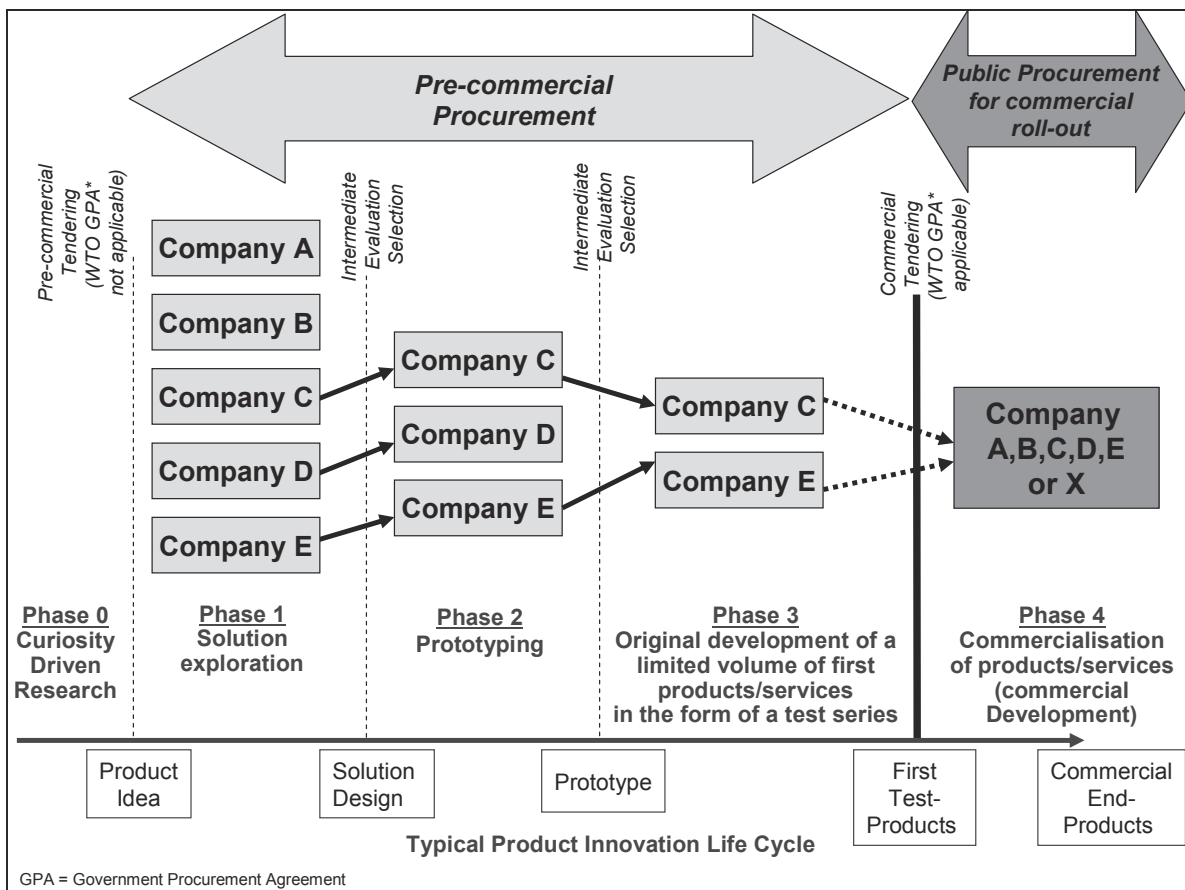 Pre-commercial
Procurement
Public Procurement
for commercial
roll-out
Pre-commercial
Tendering
(WTO GPA*
not applicable)
Intermediate
Evaluation
Selection
Intermediate
Evaluation
Selection
Commercial
Tendering
(WTO GPA*
applicable)
Company A
Company B
Company C
Company D
Company E
Company C
Company D
Company E
Company C
Company E
Company
A,B,C,D,E
or X
Phase 0
Curiosity
Driven
Research
Phase 1
Solution
exploration
Phase 2
Prototyping
Phase 3
Original development of a
limited volume of first
products/services
in the form of a test series
Phase 4
Commercialisation
of products/services
(commercial
Development)
Product
Idea
Solution
Design
Prototype
First
Test-
Products
Commercial
End-
Products
Typical Product Innovation Life Cycle
GPA = Government Procurement Agreement